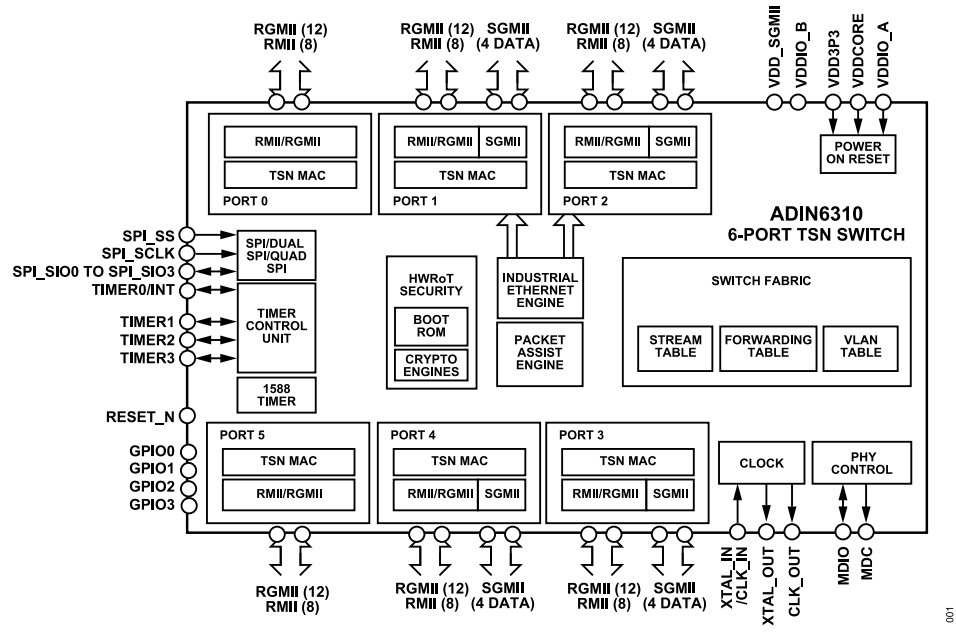 RGMII (12)
RMII (8)
RGMII (12)
RMII (8)
SGMII
(4 DATA)
RGMII (12)
RMII (8)
SGMII
(4 DATA)
VDD_SGMII
VDDIO_B
VDD3P3
VDDCORE
VDDIO_A
RMII/RGMII
TSN MAC
PORT 0
RMII/RGMII
SGMII
TSN MAC
PORT 1
RMII/RGMII
SGMII
TSN MAC
PORT 2
POWER
ON RESET
ADIN6310
6-PORT TSN SWITCH
SPI_SS
SPI_SCLK
SPI_SIO0 TO SPI_SIO3
TIMER0/INT
TIMER1
TIMER2
TIMER3
RESET_N
GPIO0
GPIO1
GPIO2
GPIO3
SPI/DUAL
SPI/QUAD
SPI
TIMER
CONTROL
UNIT
1588
TIMER
HWRoT
SECURITY
BOOT
ROM
CRYPTO
ENGINES
INDUSTRIAL
ETHERNET
ENGINE
PACKET
ASSIST
ENGINE
SWITCH FABRIC
STREAM
TABLE
FORWARDING
TABLE
VLAN
TABLE
PORT 5
TSN MAC
RMII/RGMII
PORT 4
TSN MAC
RMII/RGMII
SGMII
PORT 3
TSN MAC
RMII/RGMII
SGMII
CLOCK
PHY
CONTROL
RGMII (12)
RMII (8)
RGMII (12)
RMII (8)
SGMII
(4 DATA)
RGMII (12)
RMII (8)
SGMII
(4 DATA)
XTAL_IN
/CLK_IN
XTAL_OUT
CLK_OUT
MDIO
MDC
001